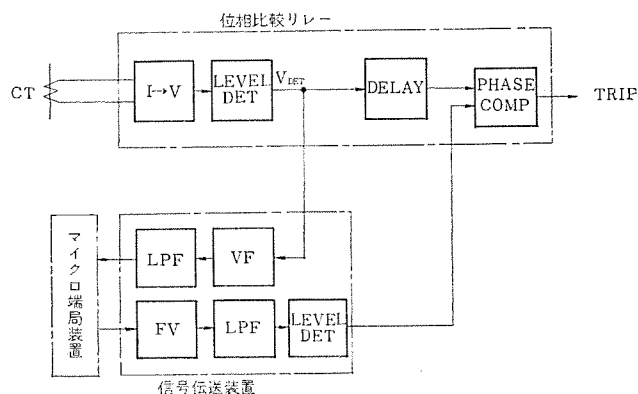 位相比較リレー
CT
I→V
LEVEL
DET
VDET
DELAY
PHASE
COMP
TRIP
マイクロ端局装置
LPF
VF
FV
LPF
LEVEL
DET
信号伝送装置